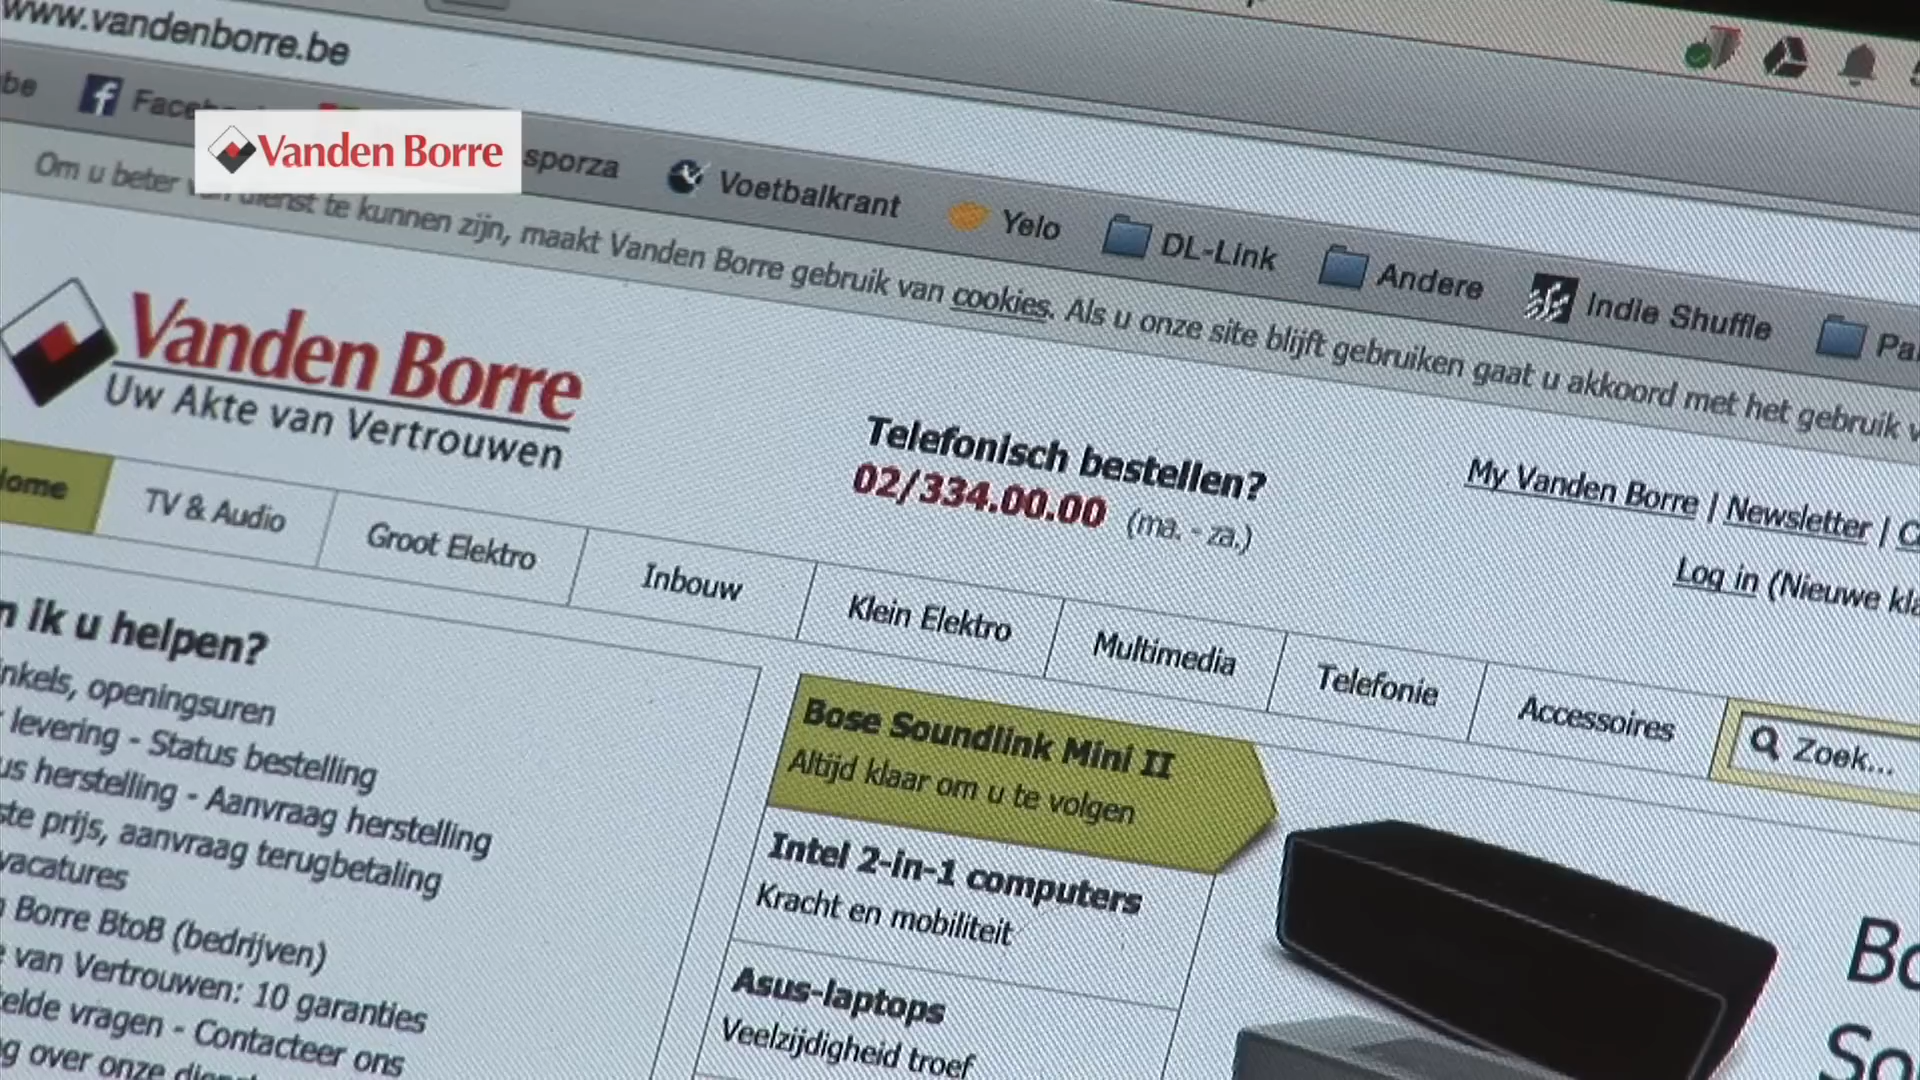 www.vandenborre.be
be
Vanden Borre
sporza
Voetbalkrant
Yelo
DL-Link
Andere
Indie Shuffle
Om u beter van dienst te kunnen zijn, maakt Vanden Borre gebruik van cookies. Als u onze site blijft gebruiken gaat u akkoord met het gebruik
Vanden Borre
Uw Akte van Vertrouwen
Telefonisch bestellen?
02/334.00.00 (ma. - za.)
My Vanden Borre | Newsletter |
Log in (Nieuwe
Home
TV & Audio
Groot Elektro
Inbouw
Klein Elektro
Multimedia
Telefonie
Accessoires
Zoek...
ik u helpen?
openingsuren
levering - Status bestelling
herstelling - Aanvraag herstelling
prijs, aanvraag terugbetaling
vacatures
Borre BtoB (bedrijven)
van Vertrouwen: 10 garanties
vragen - Contacteer ons
over onze
Bose Soundlink Mini II
Altijd klaar om u te volgen
Intel 2-in-1 computers
Kracht en mobiliteit
Asus-laptops
Veelzijdigheid troef